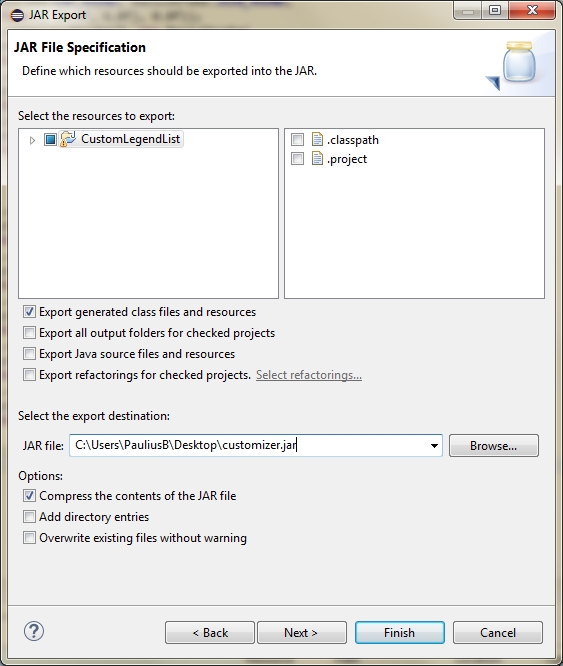 JAR Export
JAR File Specification
Define which resources should be exported into the JAR.
Select the resources to export:
CustomLegendList
.classpath
.project
Export generated class files and resources
Export all output folders for checked projects
Export Java source files and resources
Export refactorings for checked projects. Select refactorings...
Select the export destination:
JAR file: C:\Users\PauliusB\Desktop\customizer.jar Browse...
Options:
Compress the contents of the JAR file
Add directory entries
Overwrite existing files without warning
? < Back Next > Finish Cancel